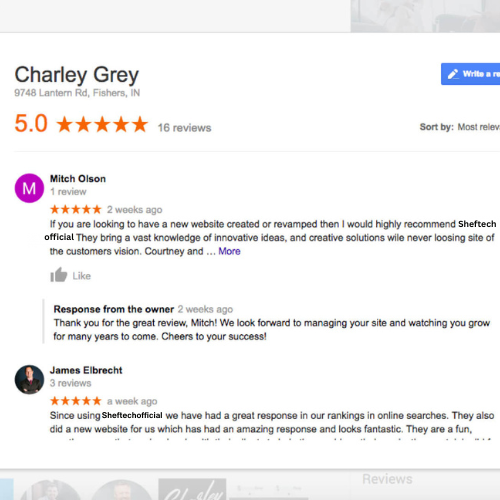 Charley Grey
9748 Lantern Rd, Fishers, IN
Write a re
5.0
16 reviews
Sort by: Most relev
M
Mitch Olson
1 review
2 weeks ago
If you are looking to have a new website created or revamped then I would highly recommend Sheftech
official They bring a vast knowledge of innovative ideas, and creative solutions wile never loosing site of
the customers vision. Courtney and ... More
Like
Response from the owner 2 weeks ago
Thank you for the great review, Mitch! We look forward to managing your site and watching you grow
for many years to come. Cheers to your success!
James Elbrecht
3 reviews
a week ago
Since using Sheftechofficial we have had a great response in our rankings in online searches. They also
did a new website for us which has had an amazing response and looks fantastic. They are a fun,
Charley
Reviews